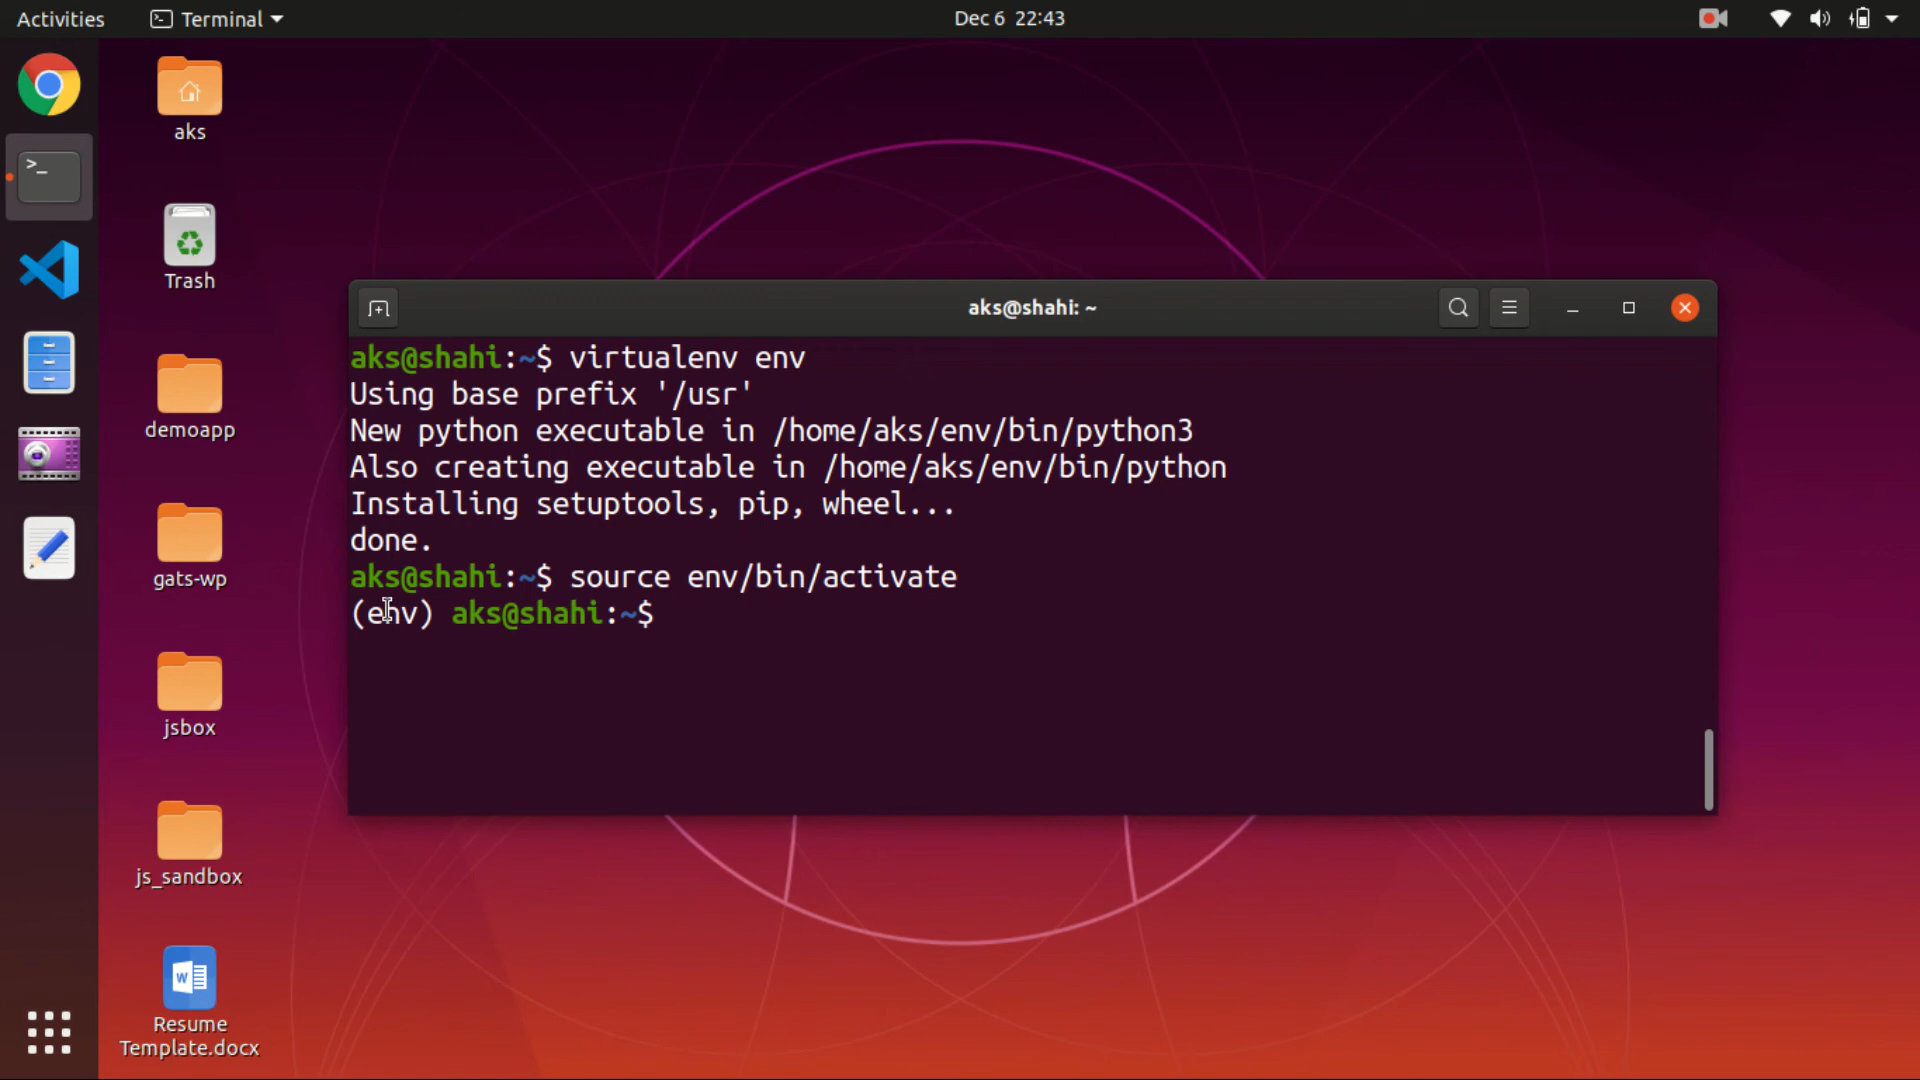 Activities
Terminal
Dec 6 22:43
aks
Trash
demoapp
gats-wp
jsbox
js_sandbox
Resume
Template.docx
aks@shahi: ~
aks@shahi:~$ virtualenv env
Using base prefix '/usr'
New python executable in /home/aks/env/bin/python3
Also creating executable in /home/aks/env/bin/python
Installing setuptools, pip, wheel...
done.
aks@shahi:~$ source env/bin/activate
(env) aks@shahi:~$